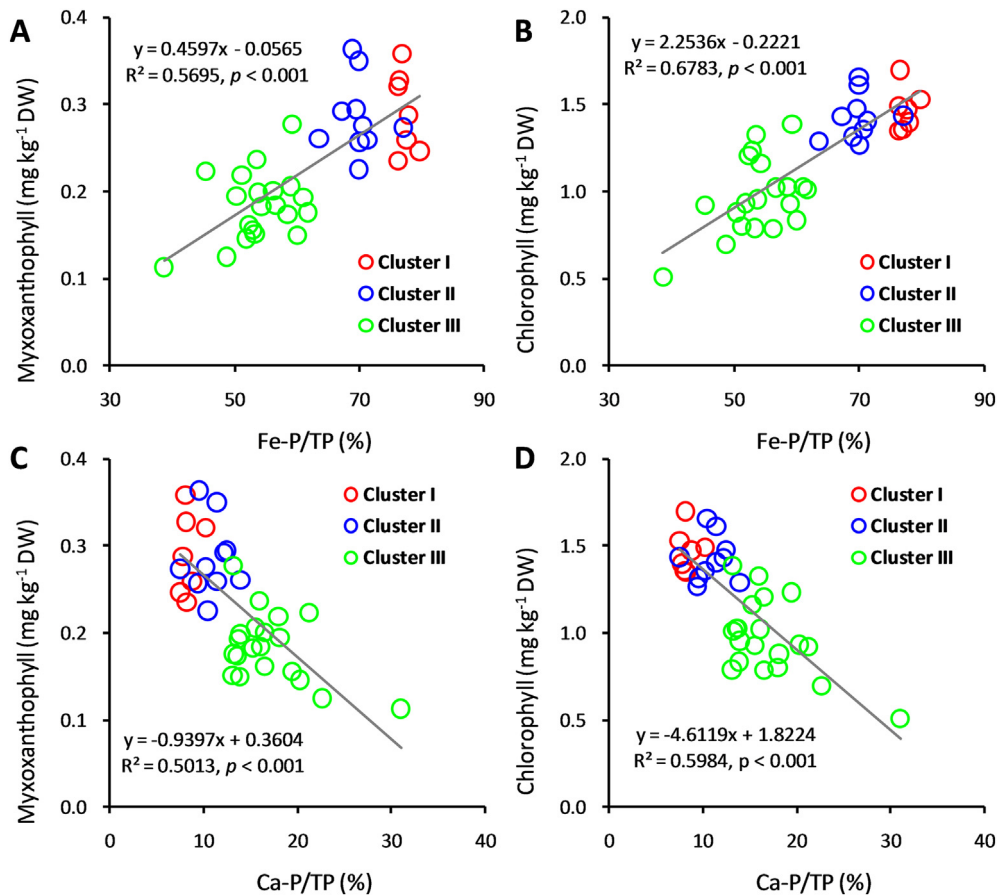 A
y = 0.4597x - 0.0565
R² = 0.5695, p < 0.001
Myxoxanthophyll (mg kg⁻¹ DW)
0.4
0.3
0.2
0.1
0.0
Cluster I
Cluster II
Cluster III
30 50 70 90
Fe-P/TP (%)
B
y = 2.2536x - 0.2221
R² = 0.6783, p < 0.001
Chlorophyll (mg kg⁻¹ DW)
2.0
1.5
1.0
0.5
0.0
Cluster I
Cluster II
Cluster III
30 50 70 90
Fe-P/TP (%)
C
Myxoxanthophyll (mg kg⁻¹ DW)
0.4
0.3
0.2
0.1
0.0
Cluster I
Cluster II
Cluster III
y = -0.9397x + 0.3604
R² = 0.5013, p < 0.001
0 10 20 30 40
Ca-P/TP (%)
D
Chlorophyll (mg kg⁻¹ DW)
2.0
1.5
1.0
0.5
0.0
Cluster I
Cluster II
Cluster III
y = -4.6119x + 1.8224
R² = 0.5984, p < 0.001
0 10 20 30 40
Ca-P/TP (%)